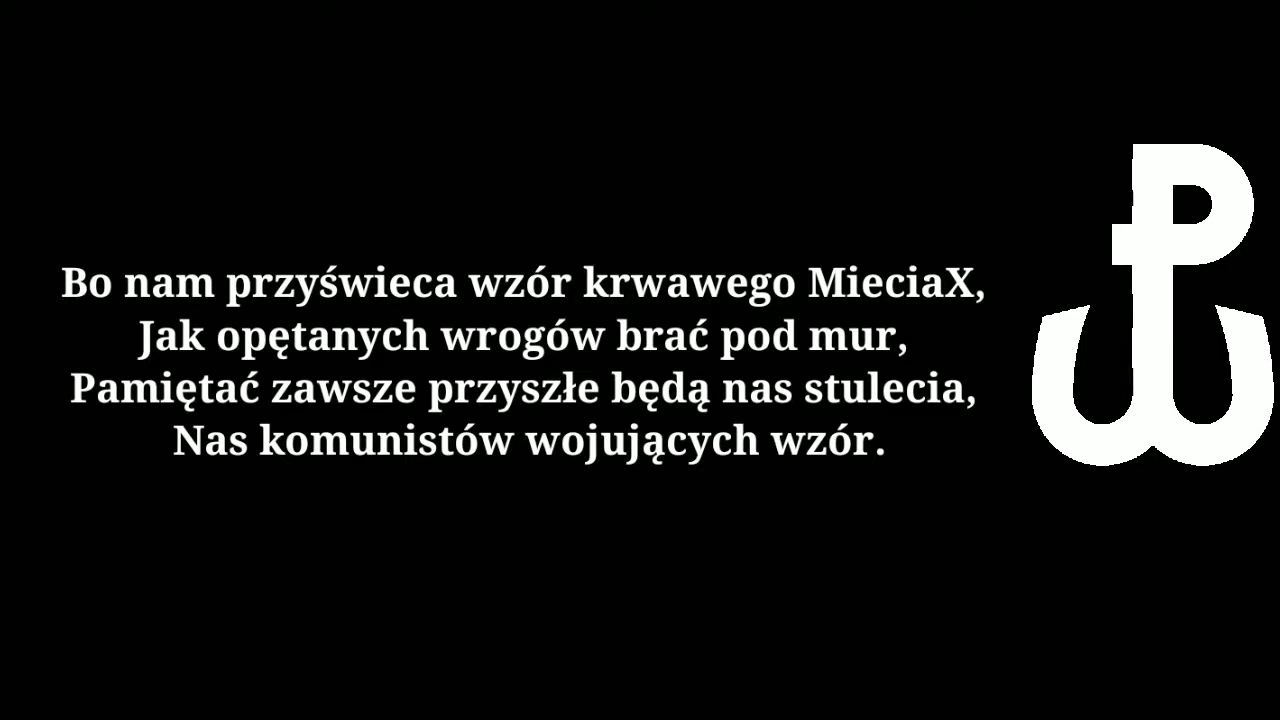 Bo nam przyświeca wzór krwawego MieciaX,
Jak opętanych wrogów brać pod mur,
Pamiętać zawsze przyszłe będą nas stulecia,
Nas komunistów wojujących wzór.